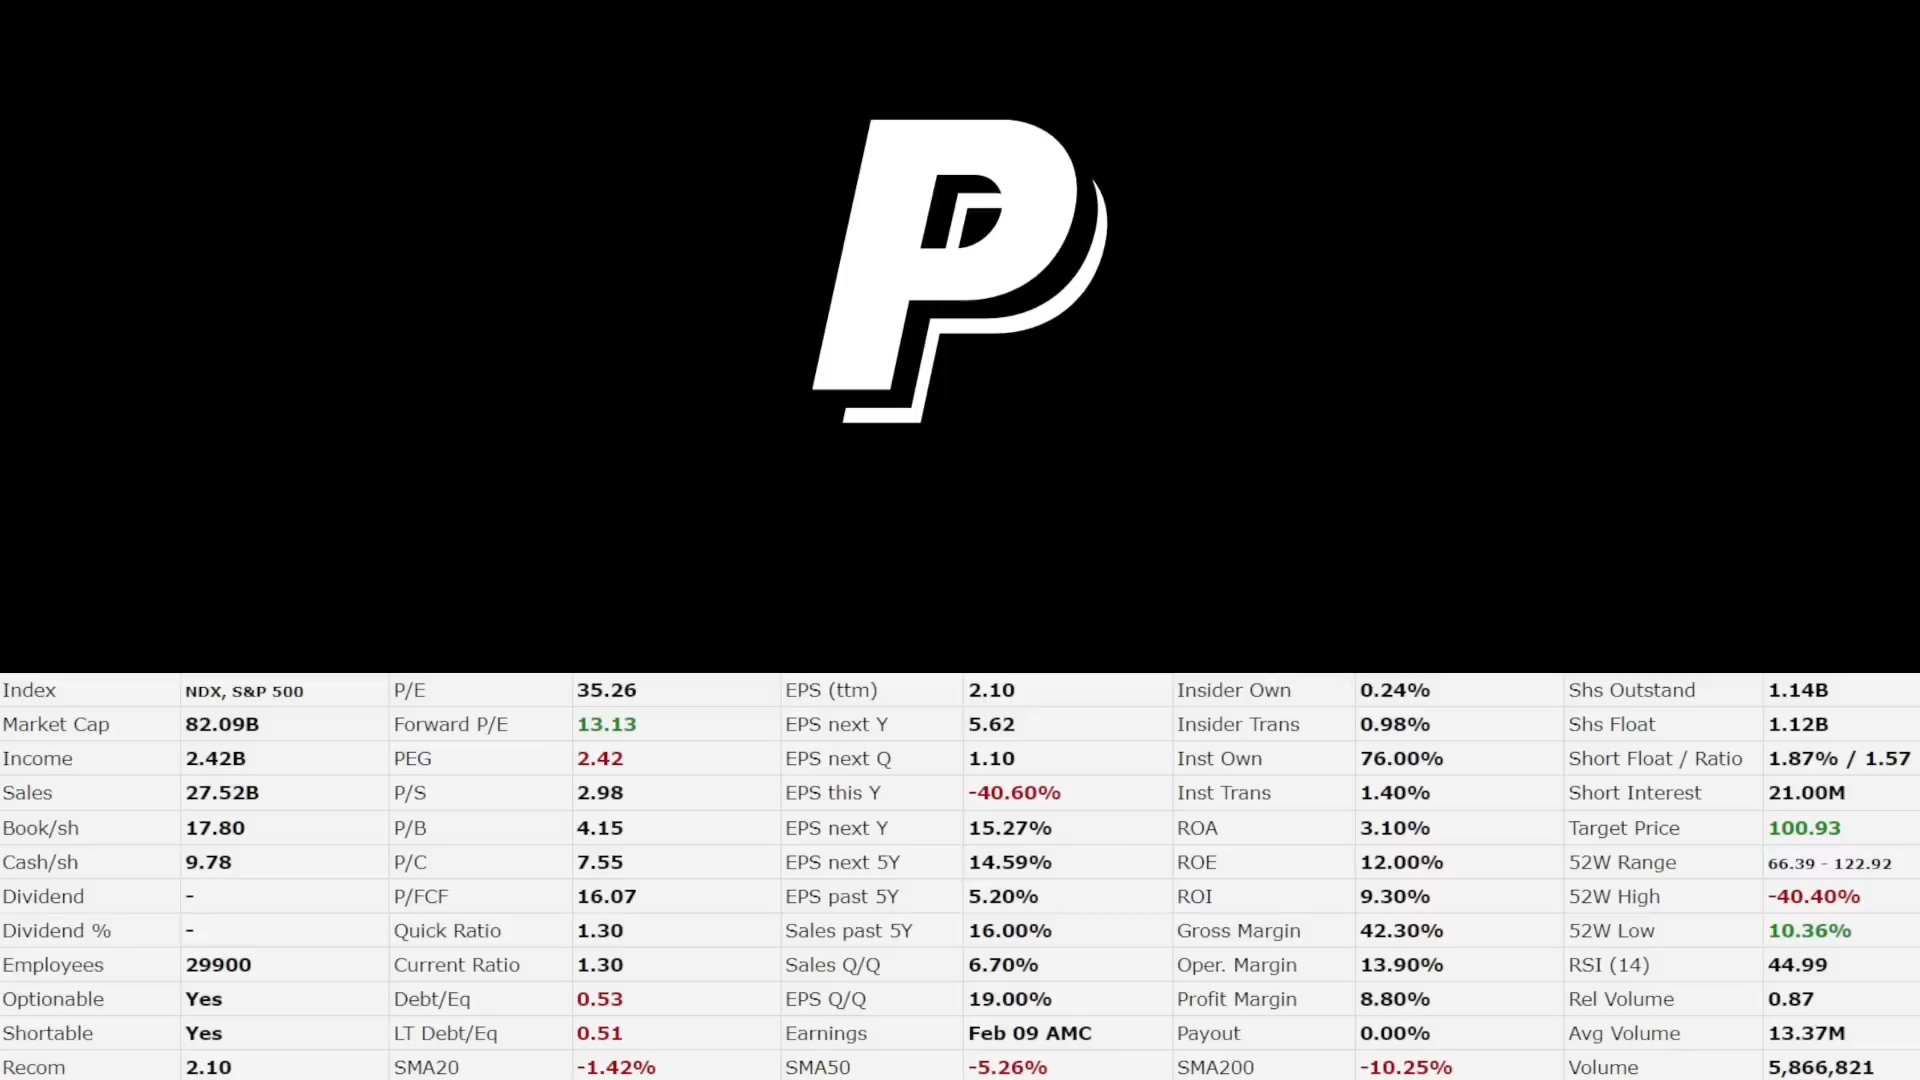 P
Index NDX, S&P 500 P/E 35.26 EPS (ttm) 2.10 Insider Own 0.24% Shs Outstand 1.14B
Market Cap 82.09B Forward P/E 13.13 EPS next Y 5.62 Insider Trans 0.98% Shs Float 1.12B
Income 2.42B PEG 2.42 EPS next Q 1.10 Inst Own 76.00% Short Float / Ratio 1.87% / 1.57
Sales 27.52B P/S 2.98 EPS this Y -40.60% Inst Trans 1.40% Short Interest 21.00M
Book/sh 17.80 P/B 4.15 EPS next Y 15.27% ROA 3.10% Target Price 100.93
Cash/sh 9.78 P/C 7.55 EPS next 5Y 14.59% ROE 12.00% 52W Range 66.39 - 122.92
Dividend - P/FCF 16.07 EPS past 5Y 5.20% ROI 9.30% 52W High -40.40%
Dividend % - Quick Ratio 1.30 Sales past 5Y 16.00% Gross Margin 42.30% 52W Low 10.36%
Employees 29900 Current Ratio 1.30 Sales Q/Q 6.70% Oper. Margin 13.90% RSI (14) 44.99
Optionable Yes Debt/Eq 0.53 EPS Q/Q 19.00% Profit Margin 8.80% Rel Volume 0.87
Shortable Yes LT Debt/Eq 0.51 Earnings Feb 09 AMC Payout 0.00% Avg Volume 13.37M
Recom 2.10 SMA20 -1.42% SMA50 -5.26% SMA200 -10.25% Volume 5,866,821